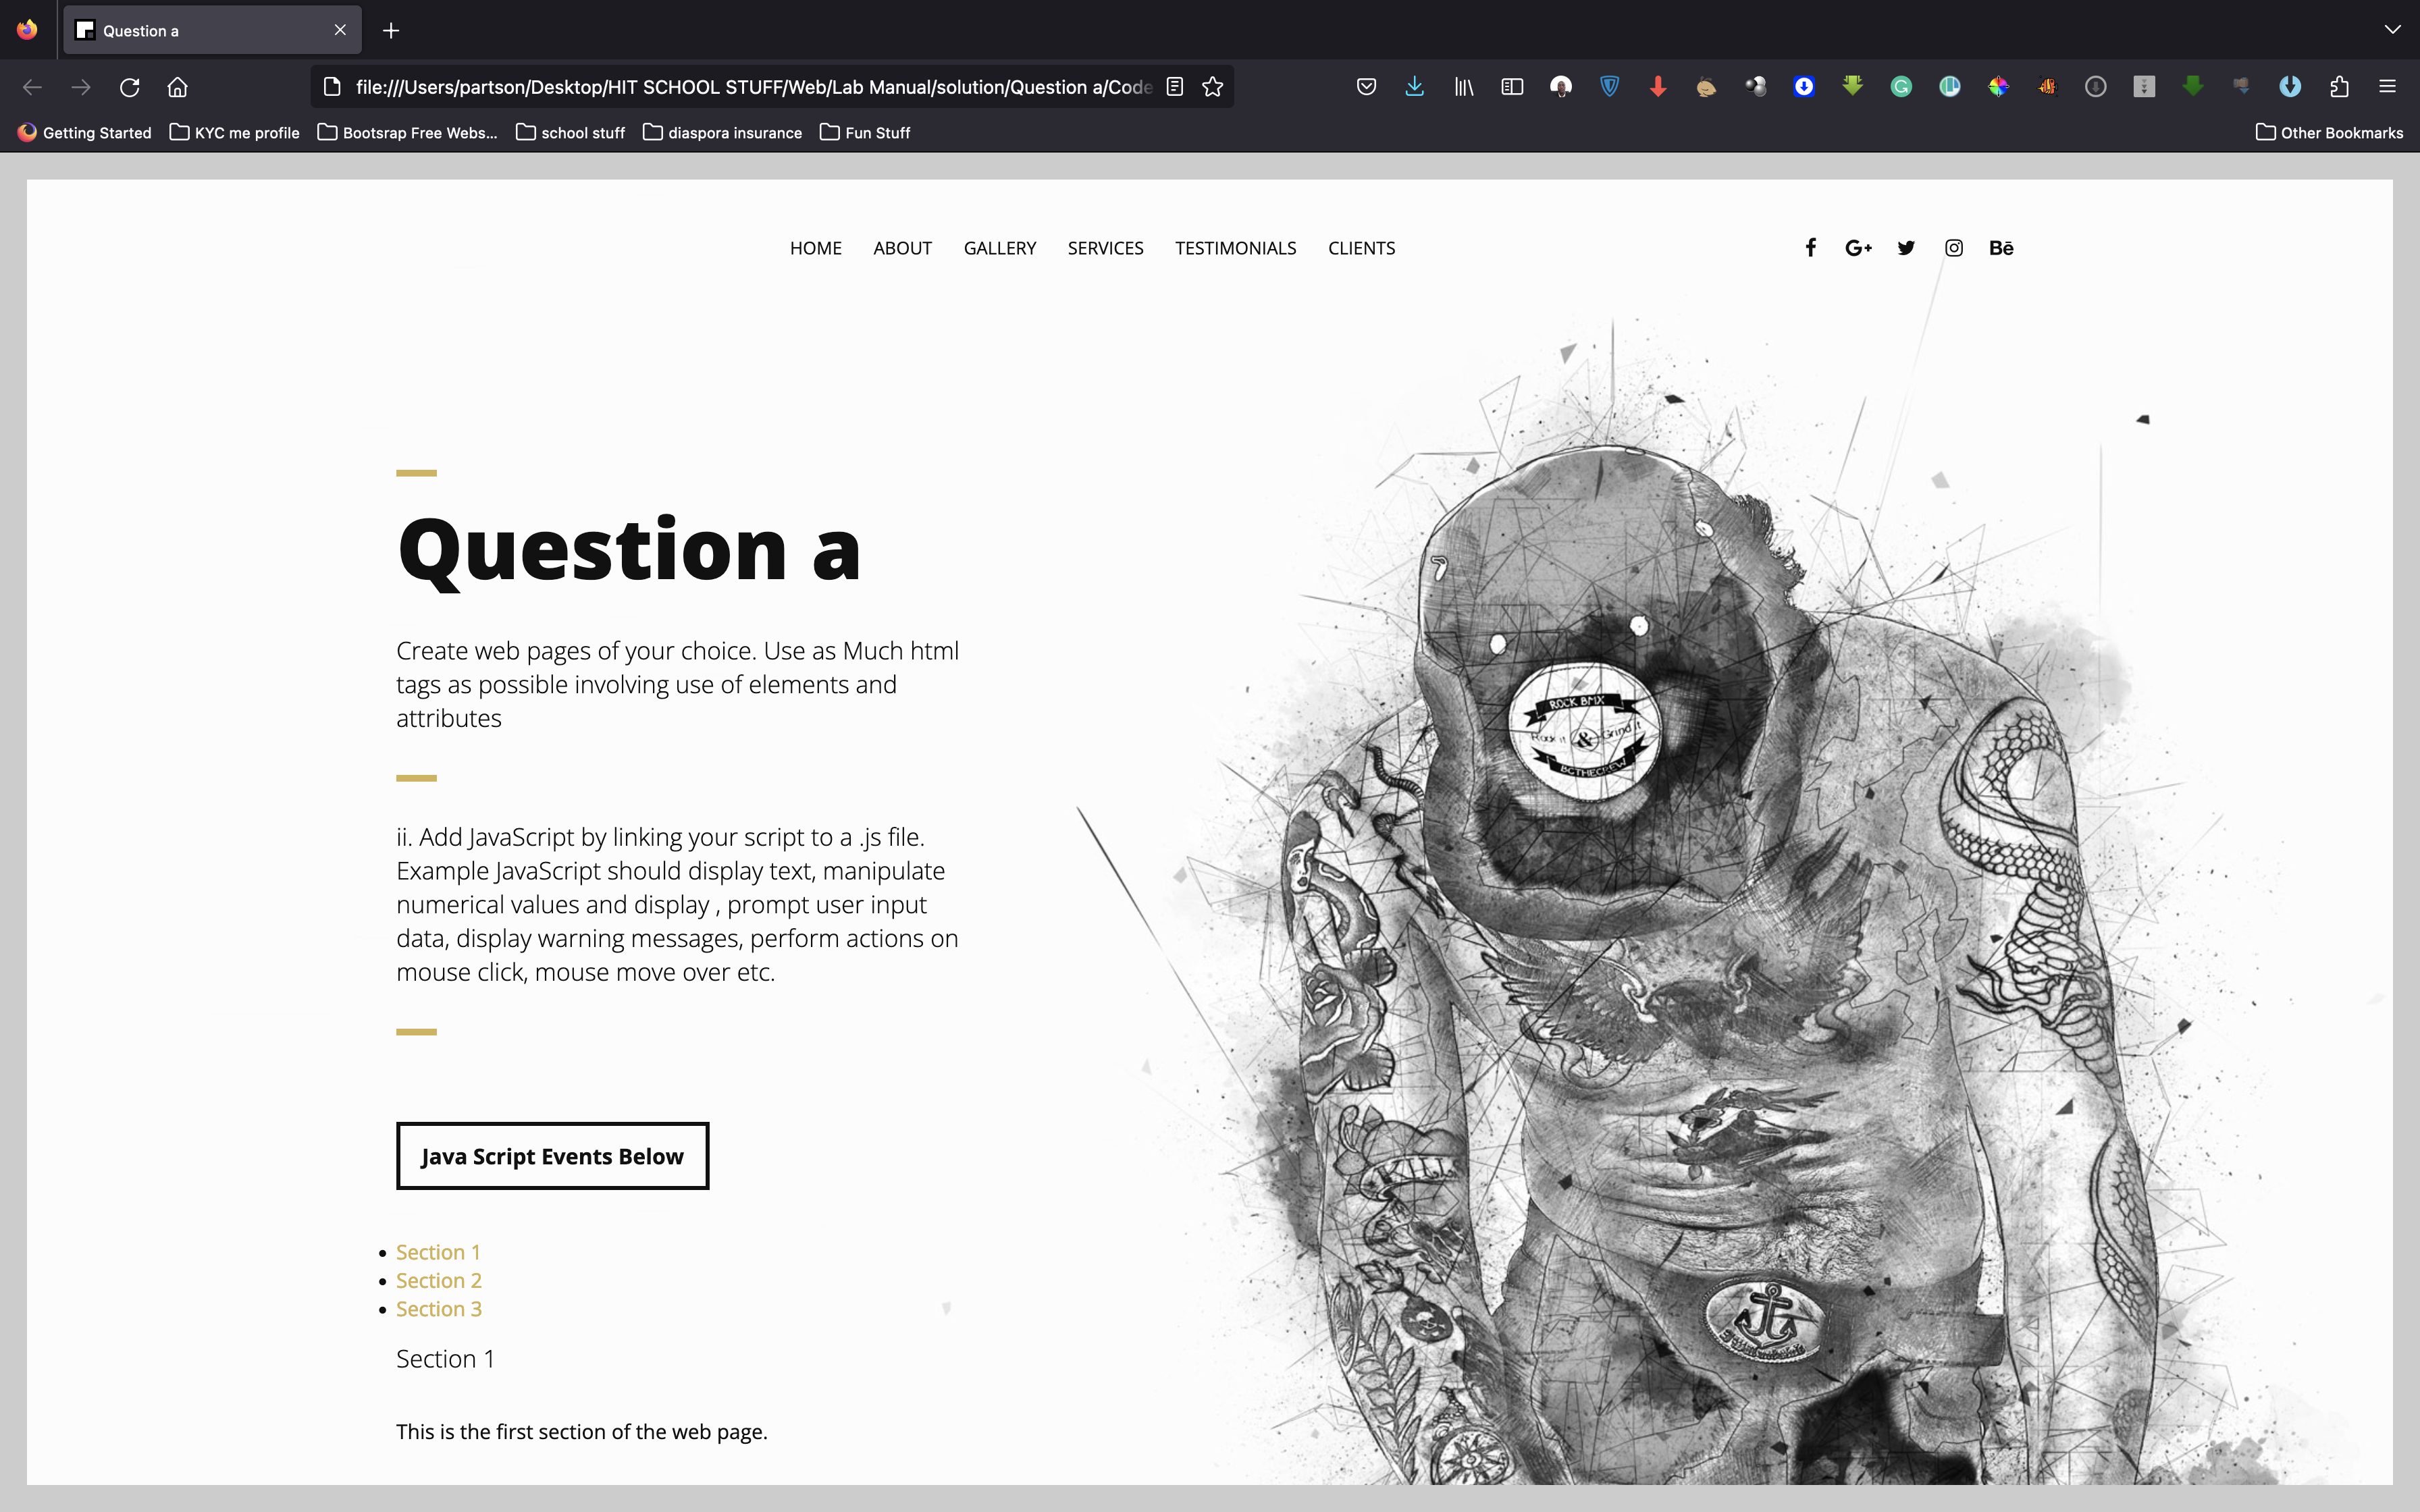 Question a
file:///Users/partson/Desktop/HIT SCHOOL STUFF/Web/Lab Manual/solution/Question a/Code
Getting Started KYC me profile Bootsrap Free Webs... school stuff diaspora insurance Fun Stuff Other Bookmarks
HOME ABOUT GALLERY SERVICES TESTIMONIALS CLIENTS G+ Bē
Question a
Create web pages of your choice. Use as Much html
tags as possible involving use of elements and
attributes
ii. Add JavaScript by linking your script to a .js file.
Example JavaScript should display text, manipulate
numerical values and display , prompt user input
data, display warning messages, perform actions on
mouse click, mouse move over etc.
Java Script Events Below
Section 1
Section 2
Section 3
Section 1
This is the first section of the web page.
ROCK BMX
Rock it & Grind it
BCTHECREW